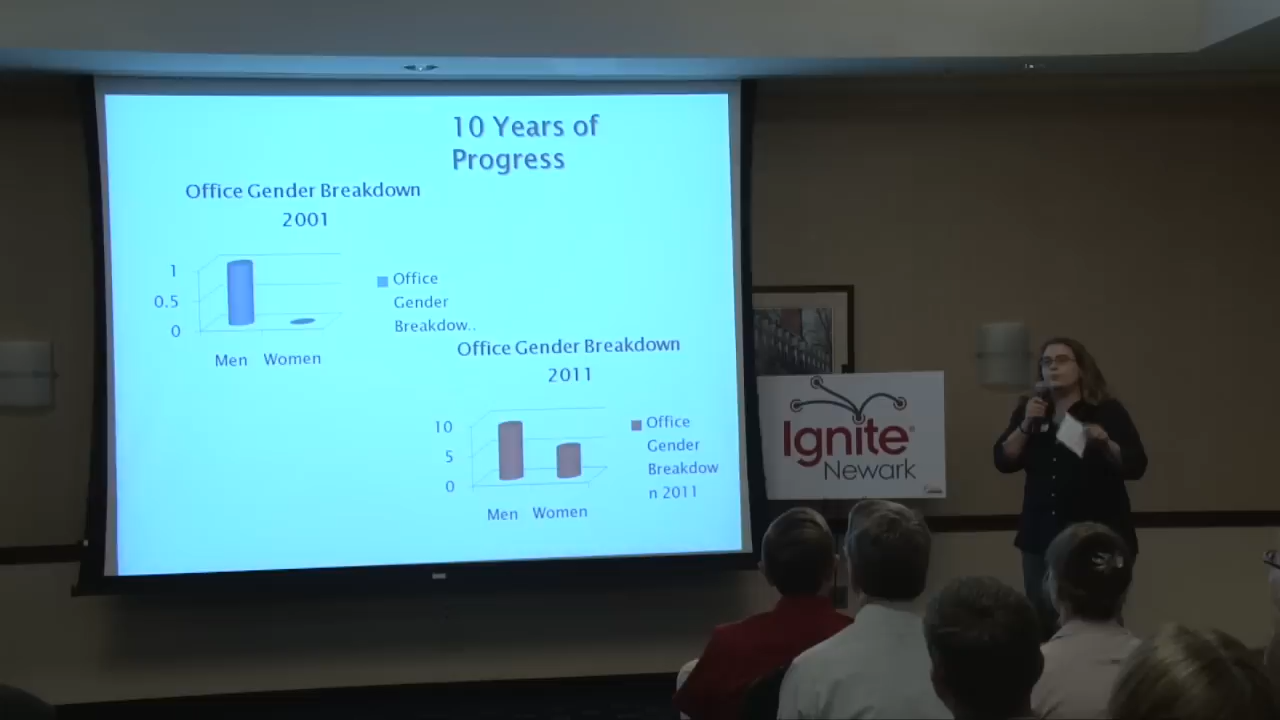 10 Years of
Progress
Office Gender Breakdown
2001
1
0.5
0
Men Women
Office
Gender
Breakdow..
Office Gender Breakdown
2011
10
5
0
Men Women
Office
Gender
Breakdow
n 2011
Ignite
Newark